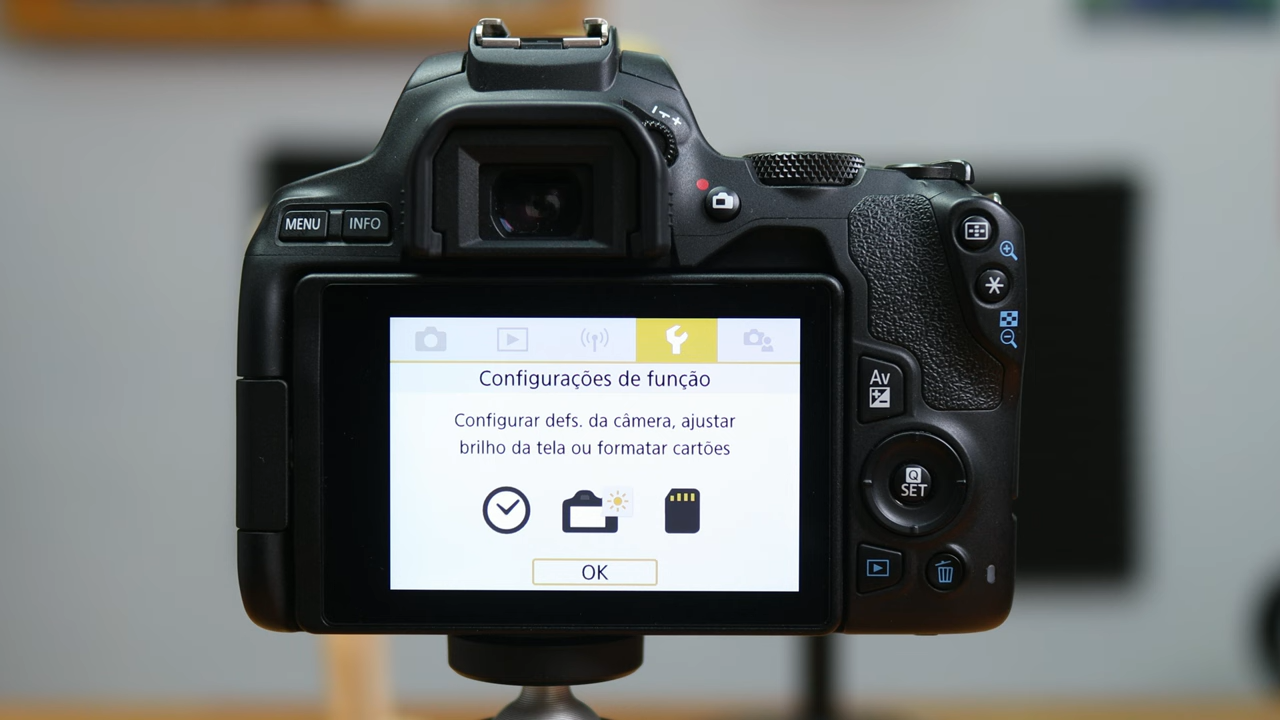 MENU
INFO
Configurações de função
Configurar defs. da câmera, ajustar
brilho da tela ou formatar cartões
OK
Av
Q
SET